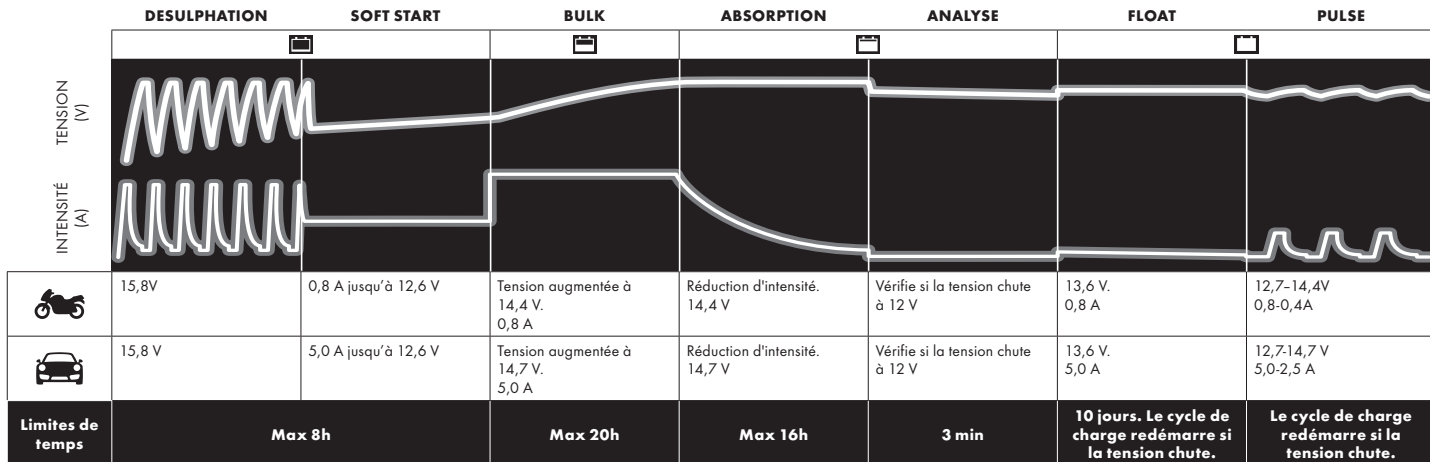 DESULPHATION SOFT START BULK ABSORPTION ANALYSE FLOAT PULSE
TENSION
(V)
INTENSITÉ
(A)
15,8V
0,8 A jusqu'à 12,6 V
Tension augmentée à
14,4 V.
0,8 A
Réduction d'intensité.
14,4 V
Vérifie si la tension chute
à 12 V
13,6 V.
0,8 A
12,7–14,4V
0,8-0,4A
15,8 V
5,0 A jusqu'à 12,6 V
Tension augmentée à
14,7 V.
5,0 A
Réduction d'intensité.
14,7 V
Vérifie si la tension chute
à 12 V
13,6 V.
5,0 A
12,7-14,7 V
5,0-2,5 A
Limites de
temps
Max 8h
Max 20h
Max 16h
3 min
10 jours. Le cycle de
charge redémarre si
la tension chute.
Le cycle de charge
redémarre si la
tension chute.